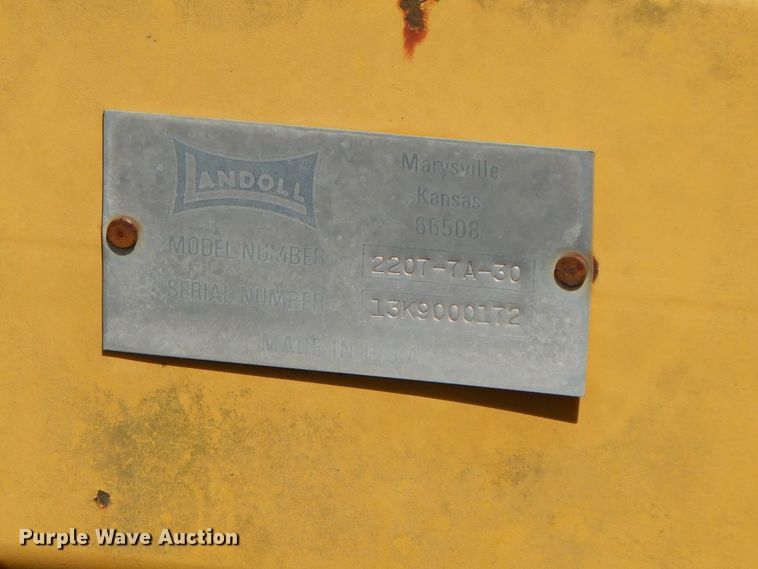 LANDOLL
Marysville
Kansas
66508
MODEL NUMBER 2207-7A-30
SERIAL NUMBER 13K9000172
MADE IN U.S.A.
Purple Wave Auction